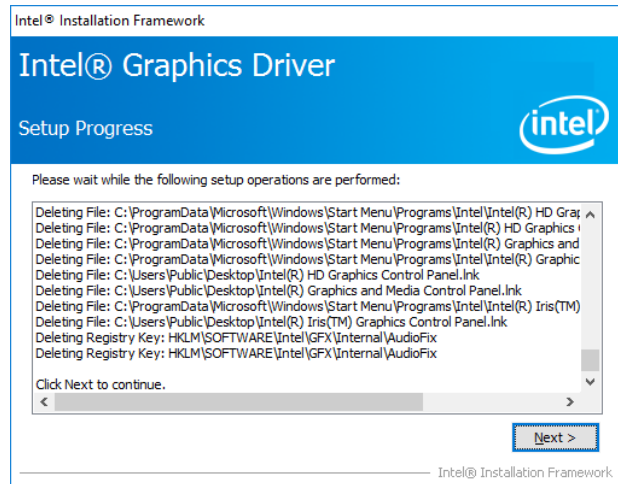 Intel® Installation Framework
Intel® Graphics Driver
Setup Progress
intel
Please wait while the following setup operations are performed:
Deleting File: C:\ProgramData\Microsoft\Windows\Start Menu\Programs\Intel\Intel(R) HD Grap
Deleting File: C:\ProgramData\Microsoft\Windows\Start Menu\Programs\Intel(R) HD Graphics
Deleting File: C:\ProgramData\Microsoft\Windows\Start Menu\Programs\Intel(R) Graphics and
Deleting File: C:\ProgramData\Microsoft\Windows\Start Menu\Programs\Intel\Intel(R) Graphic
Deleting File: C:\Users\Public\Desktop\Intel(R) HD Graphics Control Panel.lnk
Deleting File: C:\Users\Public\Desktop\Intel(R) Graphics and Media Control Panel.lnk
Deleting File: C:\ProgramData\Microsoft\Windows\Start Menu\Programs\Intel\Intel(R) Iris(TM)
Deleting File: C:\Users\Public\Desktop\Intel(R) Iris(TM) Graphics Control Panel.lnk
Deleting Registry Key: HKLM\SOFTWARE\Intel\GFX\Internal\AudioFix
Deleting Registry Key: HKLM\SOFTWARE\Intel\GFX\Internal\AudioFix
Click Next to continue.
Next >
Intel® Installation Framework